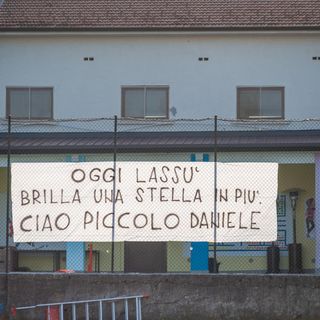 OGGI LASSU'
BRILLA UNA STELLA IN PIU'.
CIAO PICCOLO DANIELE